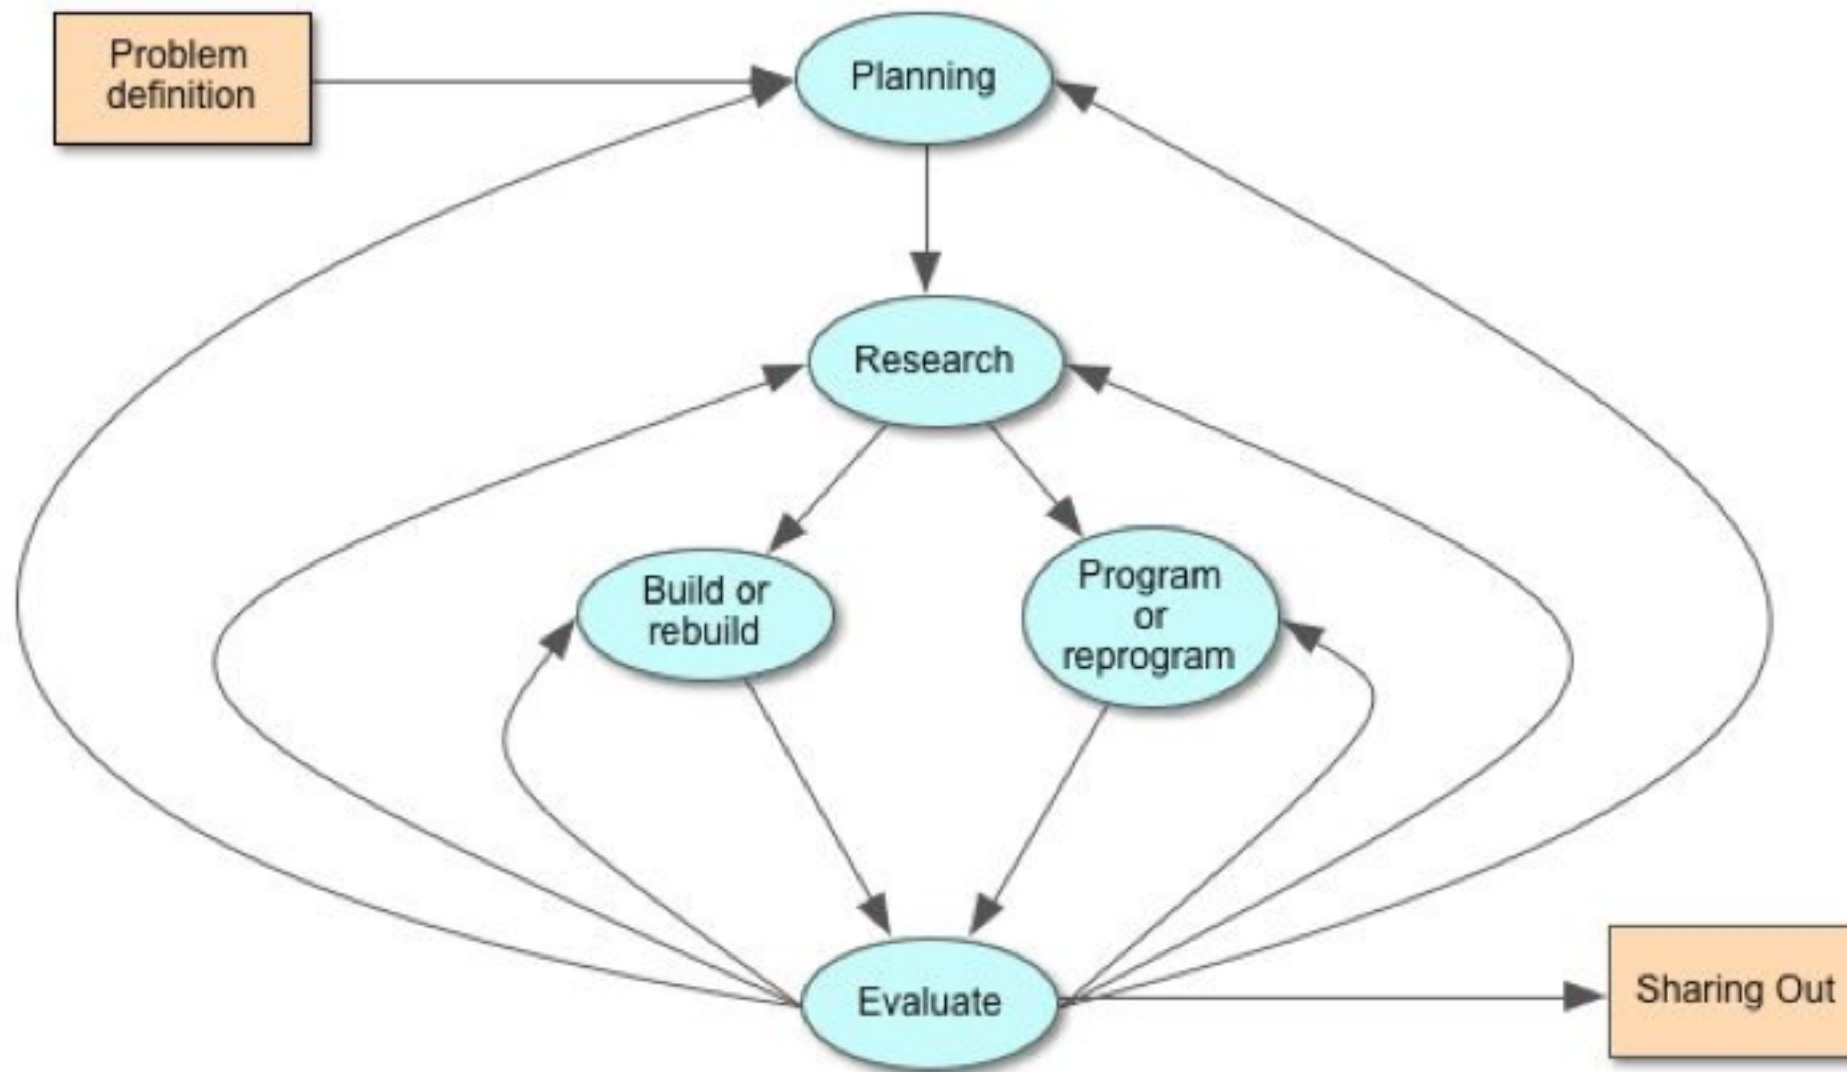 Problem
definition
Planning
Research
Build or
rebuild
Program
or
reprogram
Evaluate
Sharing Out